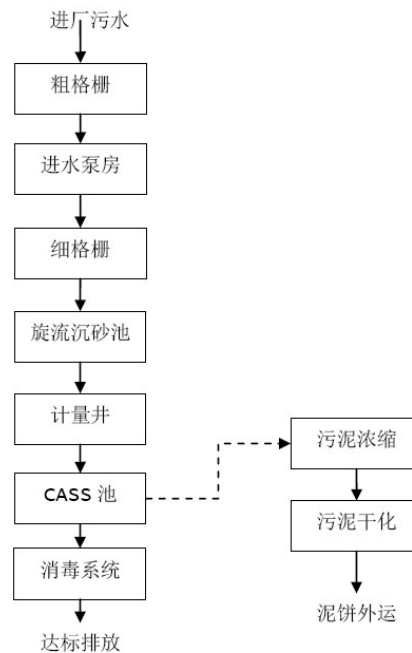 进厂污水
粗格栅
进水泵房
细格栅
旋流沉砂池
计量井
CASS 池
消毒系统
达标排放
污泥浓缩
污泥干化
泥饼外运